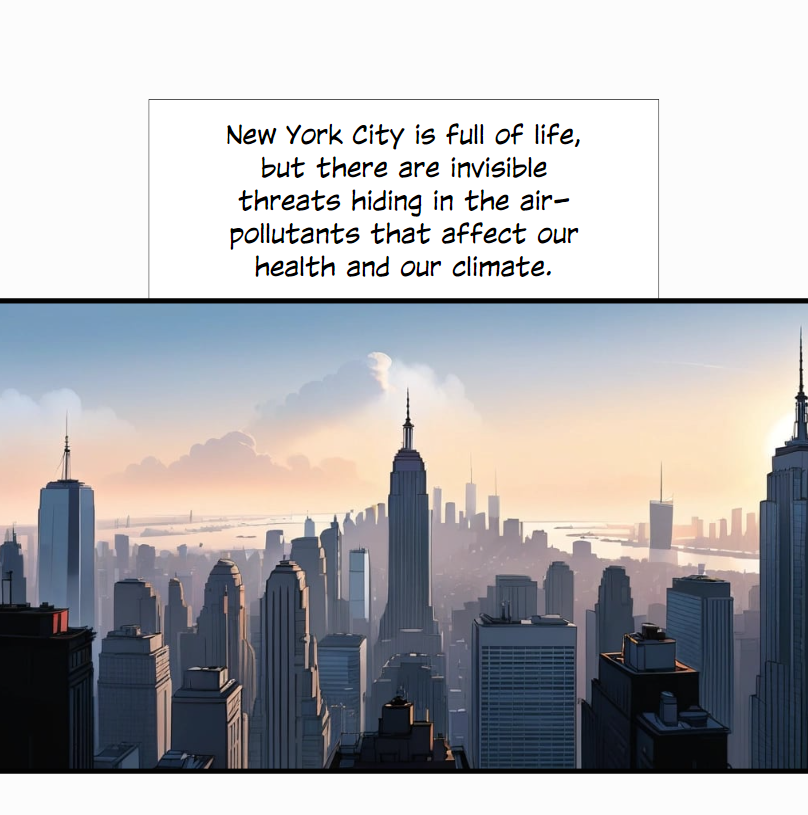 New York City is full of life,
but there are invisible
threats hiding in the air-
pollutants that affect our
health and our climate.